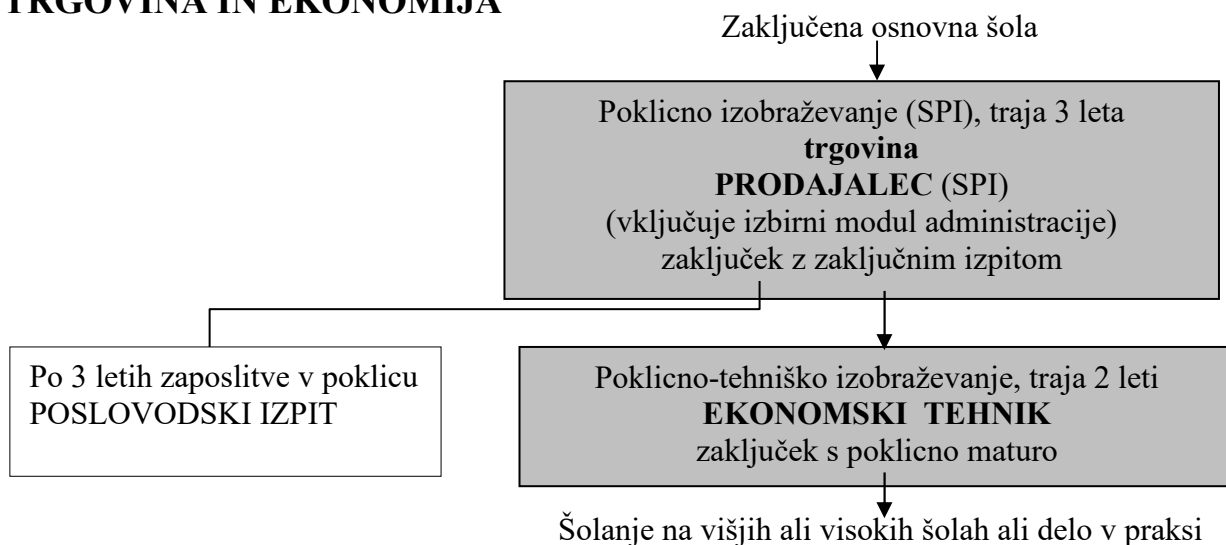 TRGOVINA IN EKONOMIJA
Zaključena osnovna šola
Poklicno izobraževanje (SPI), traja 3 leta
trgovina
PRODAJALEC (SPI)
(vključuje izbirni modul administracije)
zaključek z zaključnim izpitom
Po 3 letih zaposlitve v poklicu
POSLOVODSKI IZPIT
Poklicno-tehniško izobraževanje, traja 2 leti
EKONOMSKI TEHNIK
zaključek s poklicno maturo
Šolanje na višjih ali visokih šolah ali delo v praksi